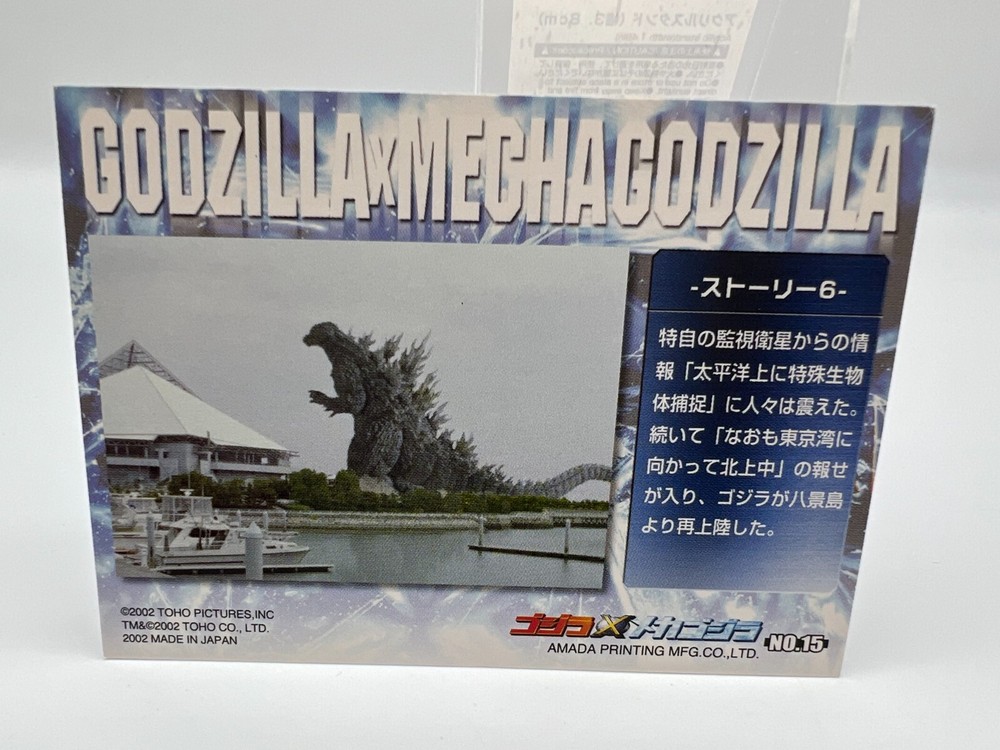 GODZILLA×MECHAGODZILLA
-ストーリー6-
特自の監視衛星からの情
報「太平洋上に特殊生物
体捕捉」に人々は震えた。
続いて「なおも東京湾に
向かって北上中」の報せ
が入り、ゴジラが八景島
より再上陸した。
©2002 TOHO PICTURES,INC
TM&©2002 TOHO CO., LTD.
2002 MADE IN JAPAN
ゴジラ×メカゴジラ
AMADA PRINTING MFG.CO.,LTD.
NO.15